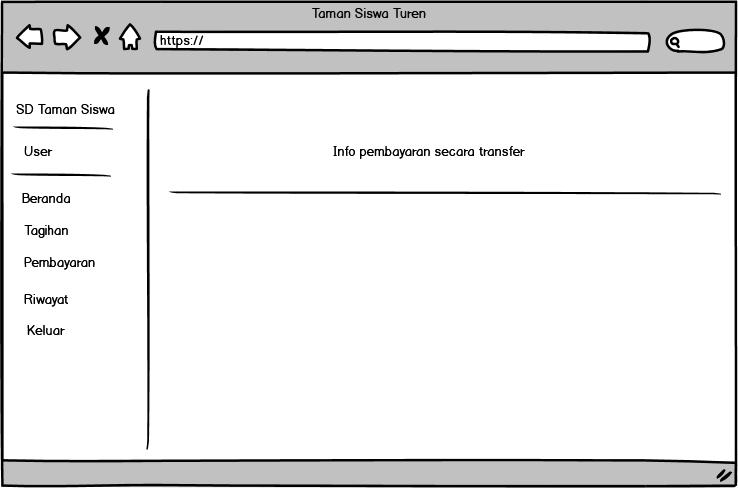 Taman Siswa Turen
https://
SD Taman Siswa
User
Beranda
Tagihan
Pembayaran
Riwayat
Keluar
Info pembayaran secara transfer